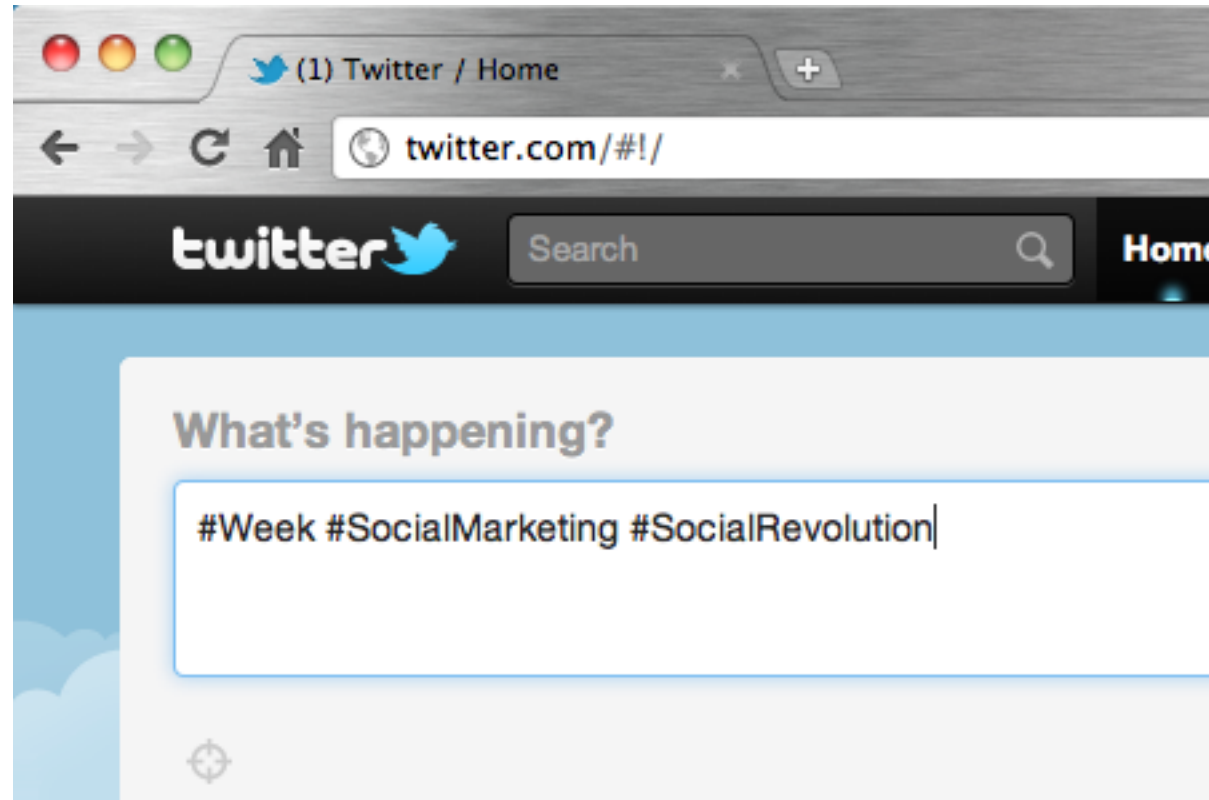 (1) Twitter / Home
twitter.com/#!/
twitter
Search
Home
What's happening?
#Week #SocialMarketing #SocialRevolution